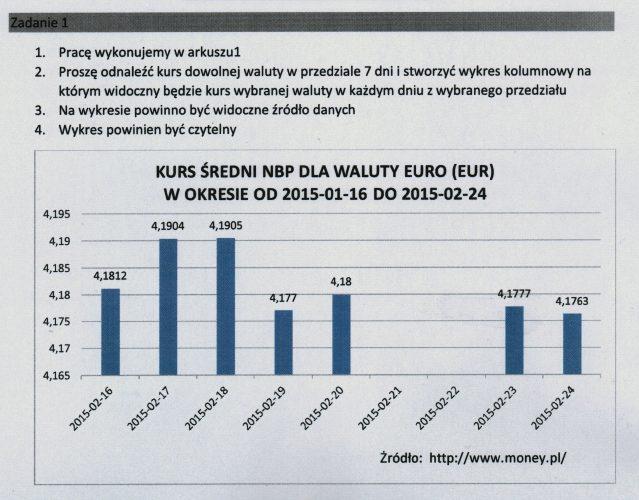 Zadanie 1
1. Pracę wykonujemy w arkuszu1
2. Proszę odnaleźć kurs dowolnej waluty w przedziale 7 dni i stworzyć wykres kolumnowy na
którym widoczny będzie kurs wybranej waluty w każdym dniu z wybranego przedziału
3. Na wykresie powinno być widoczne źródło danych
4. Wykres powinien być czytelny
KURS ŚREDNI NBP DLA WALUTY EURO (EUR)
W OKRESIE OD 2015-01-16 DO 2015-02-24
4,195
4,19
4,185
4,18
4,175
4,17
4,165
4,1812
4,1904
4,1905
4,177
4,18
4,1777
4,1763
2015-02-16
2015-02-17
2015-02-18
2015-02-19
2015-02-20
2015-02-21
2015-02-22
2015-02-23
2015-02-24
Źródło: http://www.money.pl/